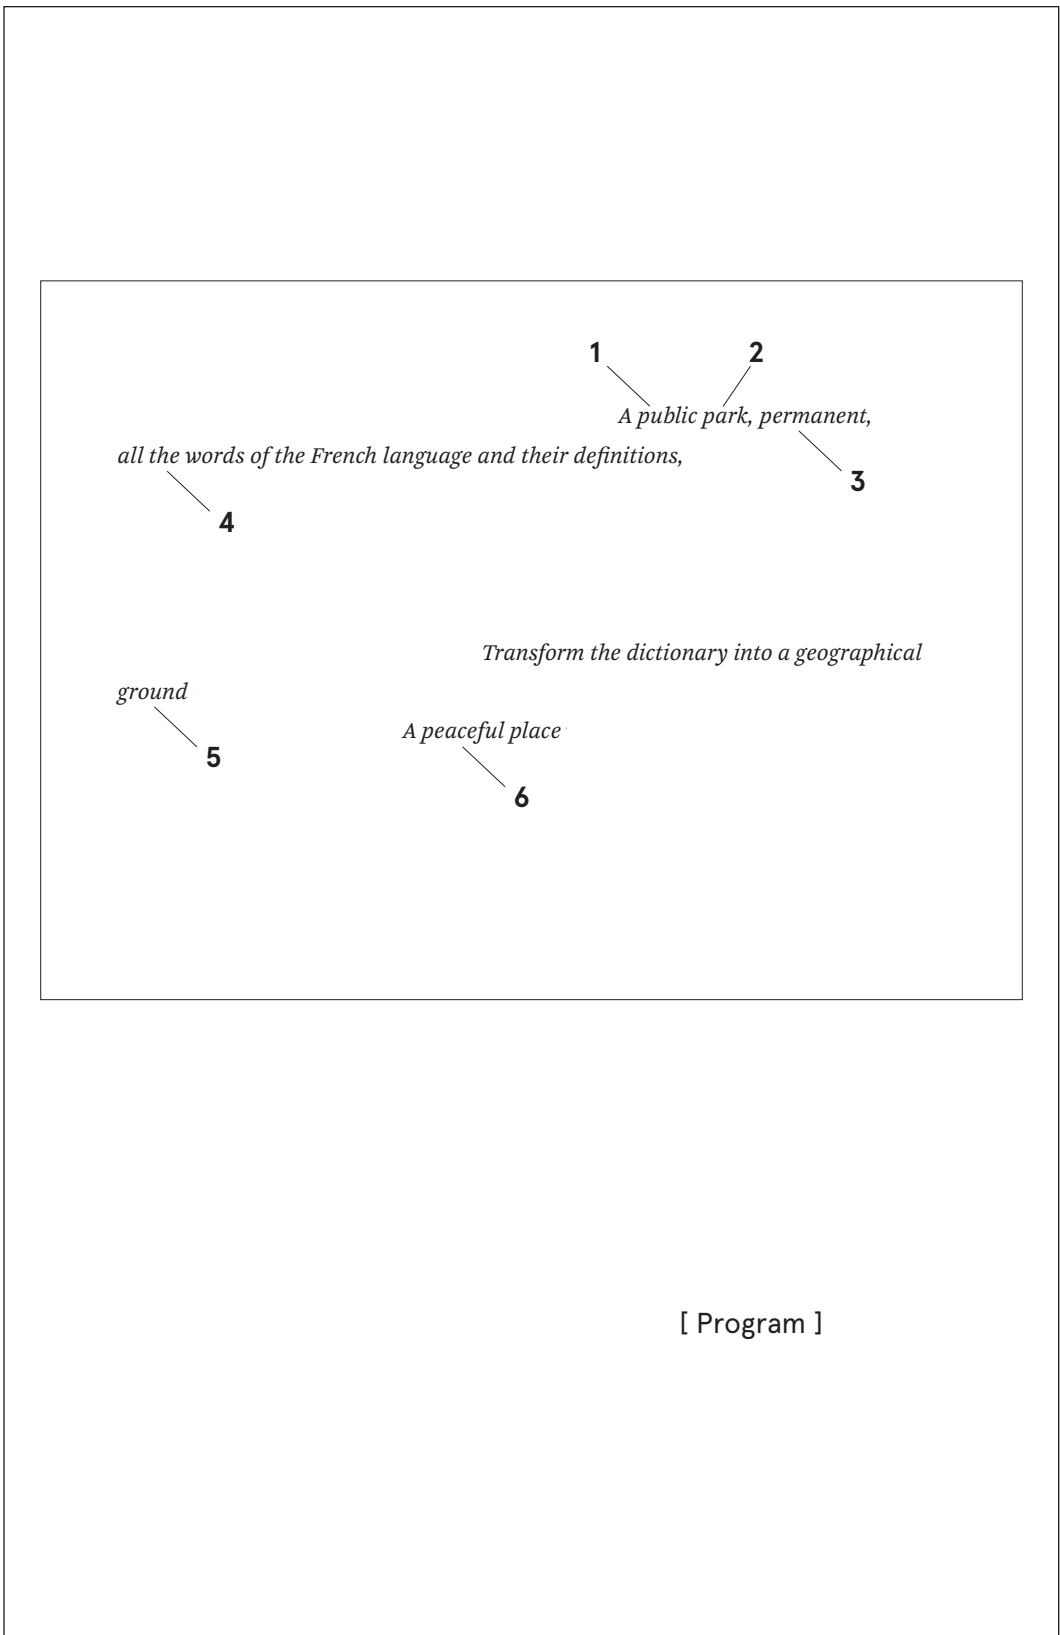 1 2
A public park, permanent,
all the words of the French language and their definitions,
3
4
Transform the dictionary into a geographical
ground
A peaceful place
5
6
[ Program ]